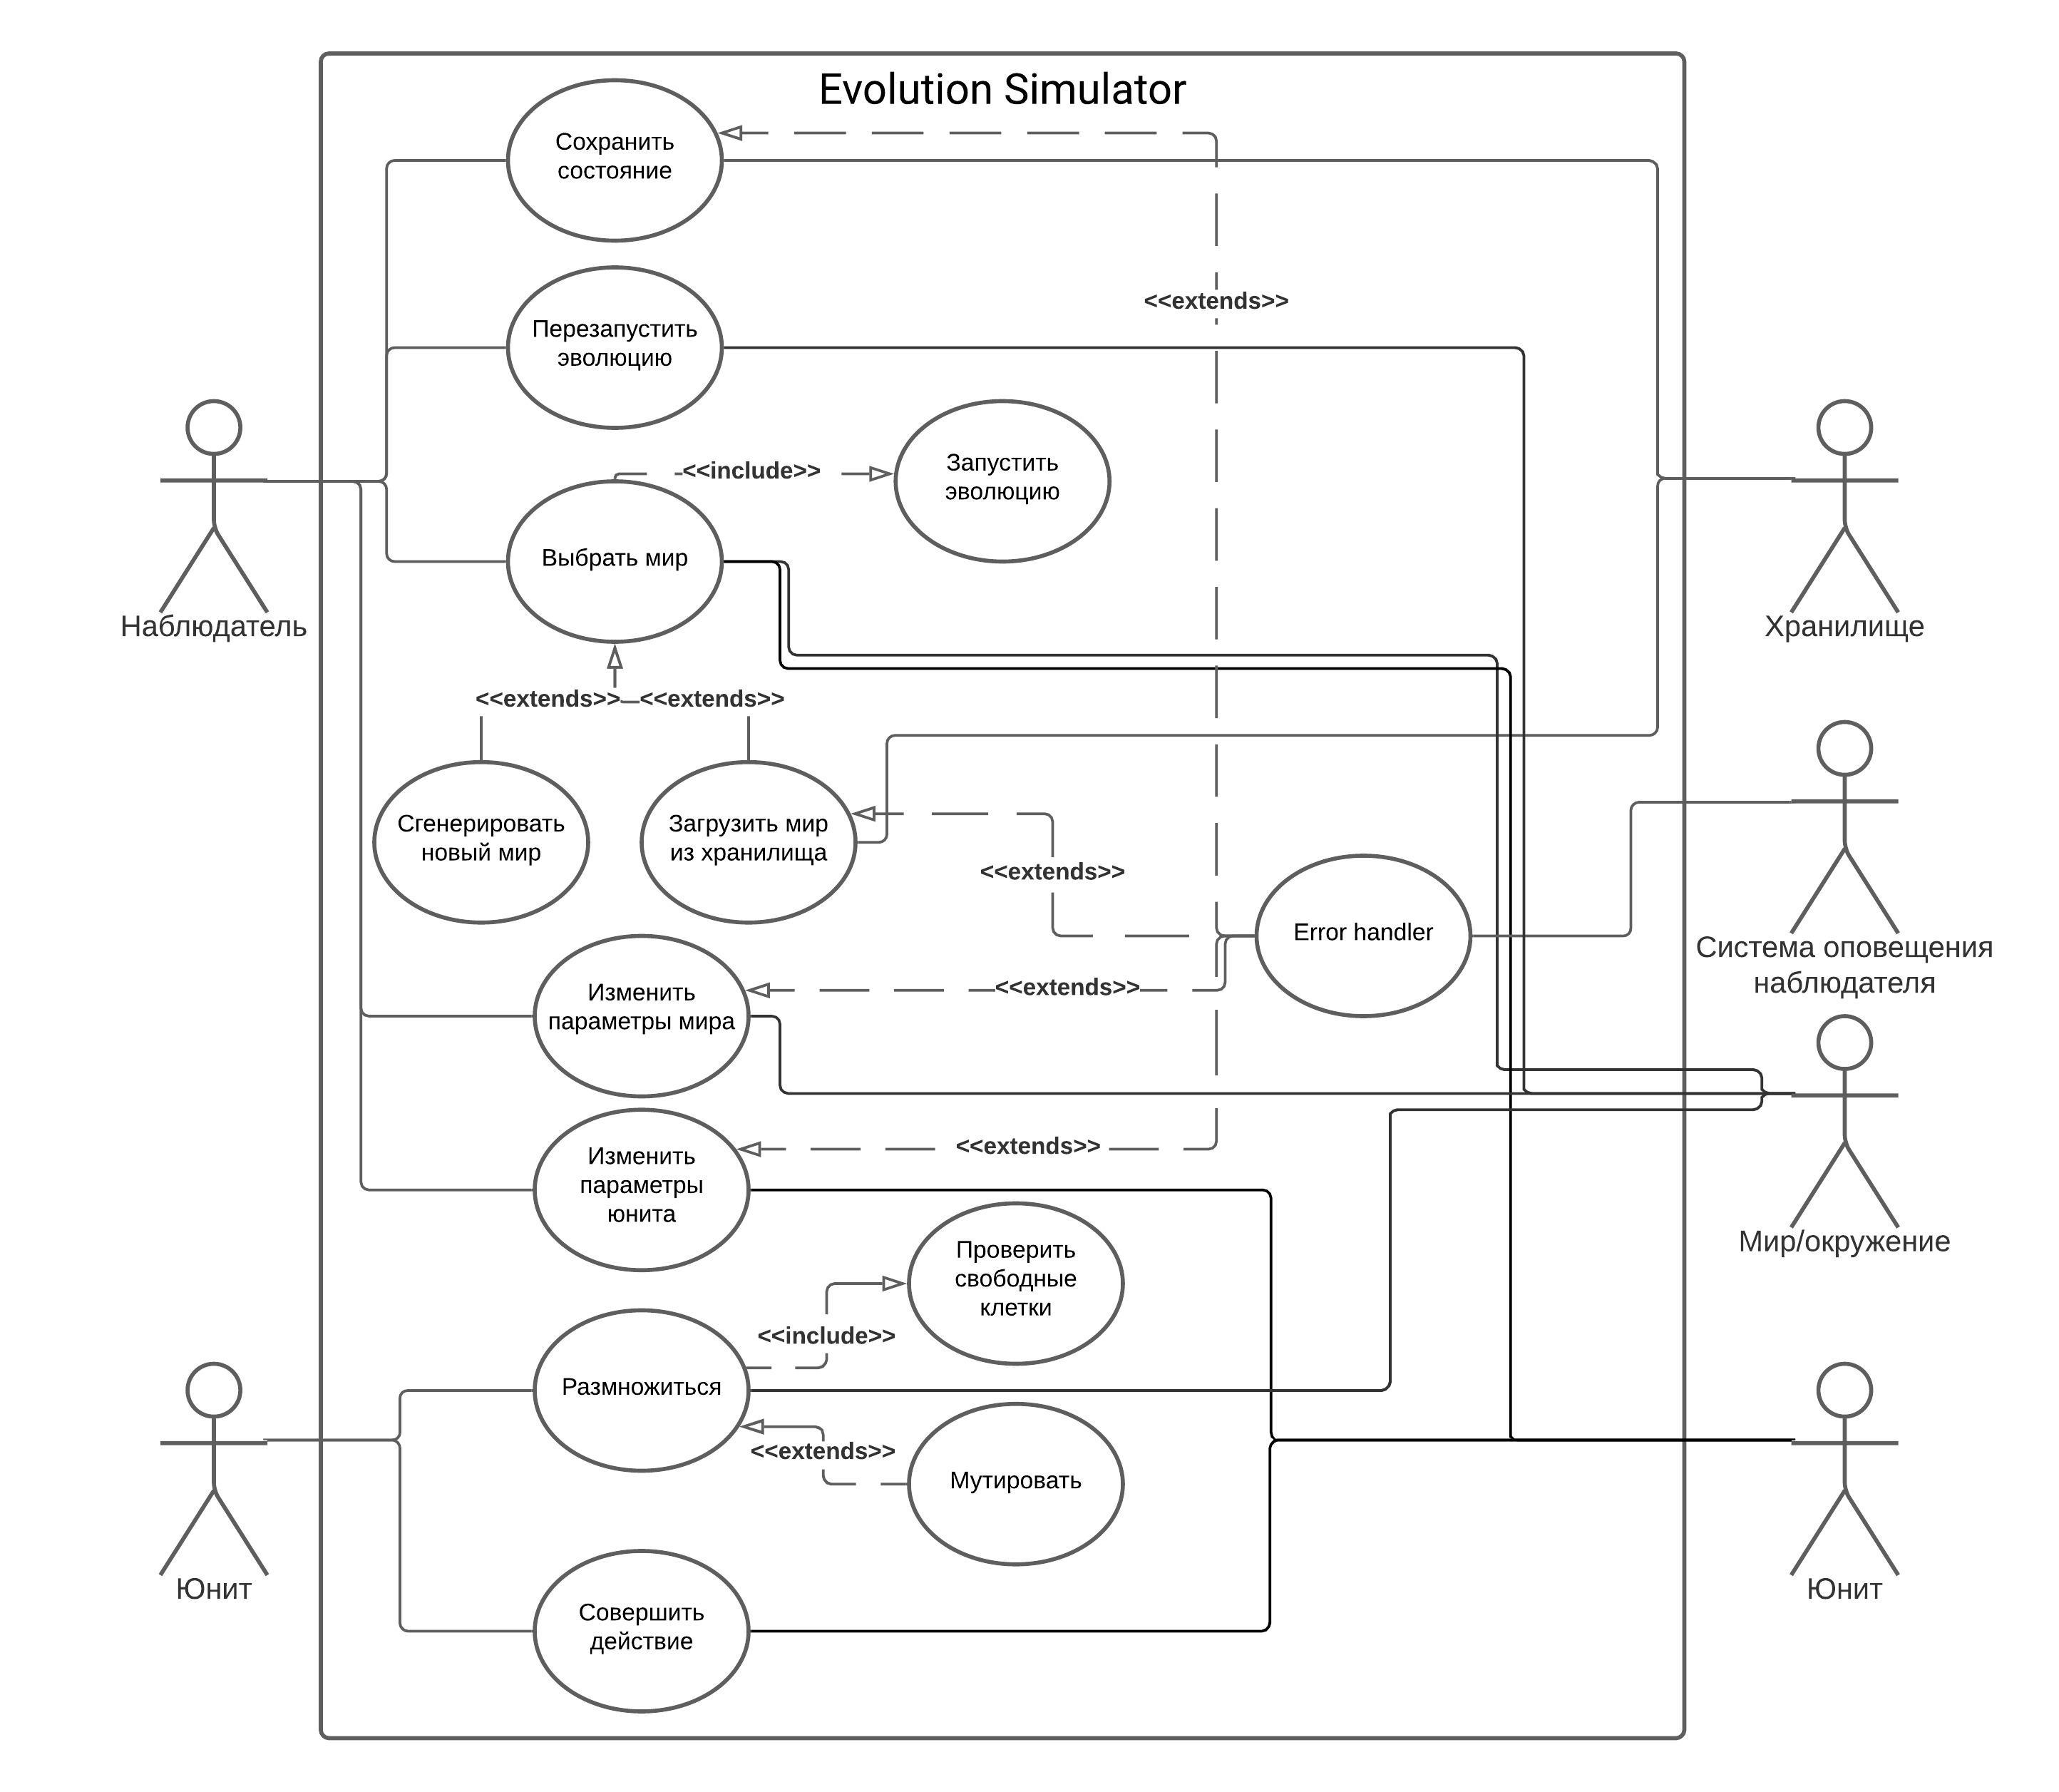 Evolution Simulator
Сохранить
состояние
<<extends>>
Перезапустить
эволюцию
<<include>>
Запустить
эволюцию
Выбрать мир
Наблюдатель
Хранилище
<<extends>>
<<extends>>
Сгенерировать
новый мир
Загрузить мир
из хранилища
<<extends>>
Error handler
Система оповещения
наблюдателя
Изменить
параметры мира
<<extends>>
<<extends>>
Изменить
параметры
юнита
Мир/окружение
Проверить
свободные
клетки
<<include>>
Размножиться
<<extends>>
Мутировать
Юнит
Юнит
Совершить
действие